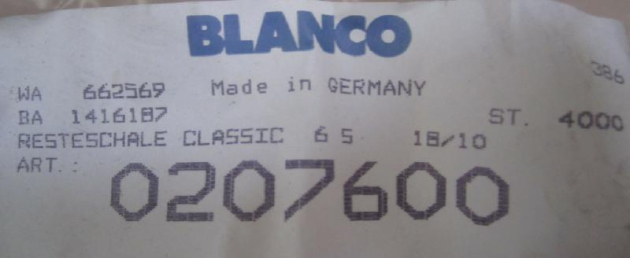 BLANCO
386
WA 662569 Made in GERMANY
BA 1416187 ST. 4000
RESTESCHALE CLASSIC 6 S 18/10
ART.: 0207600